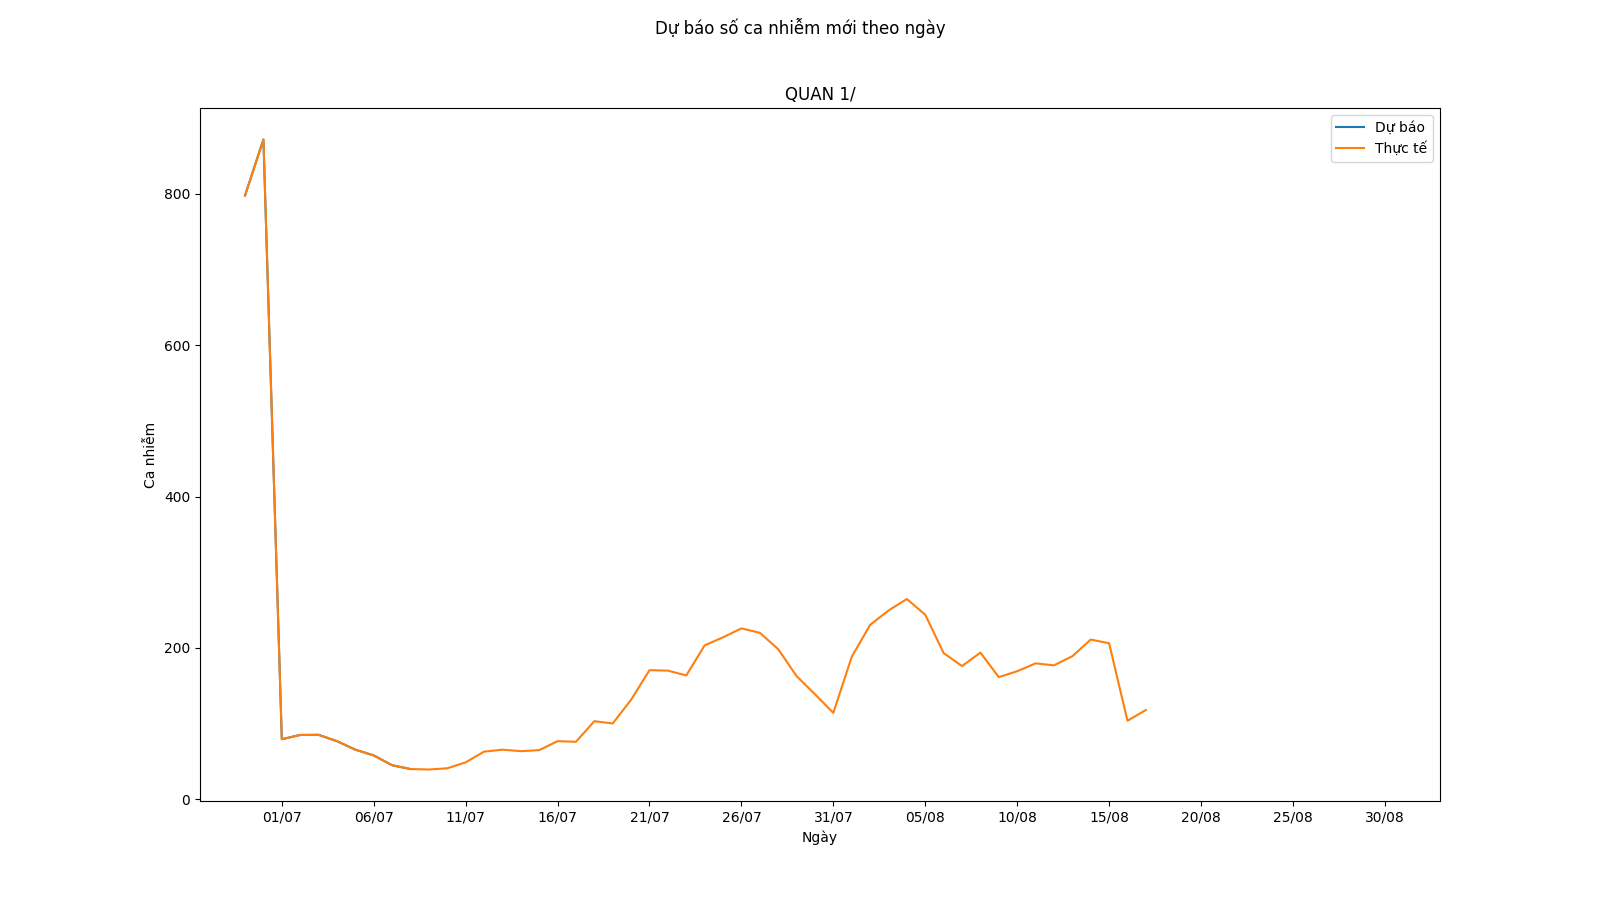 Dự báo số ca nhiễm mới theo ngày
QUAN 1/
Dự báo
Thực tế
Ca nhiễm
800
600
400
200
0
01/07 06/07 11/07 16/07 21/07 26/07 31/07 05/08 10/08 15/08 20/08 25/08 30/08
Ngày